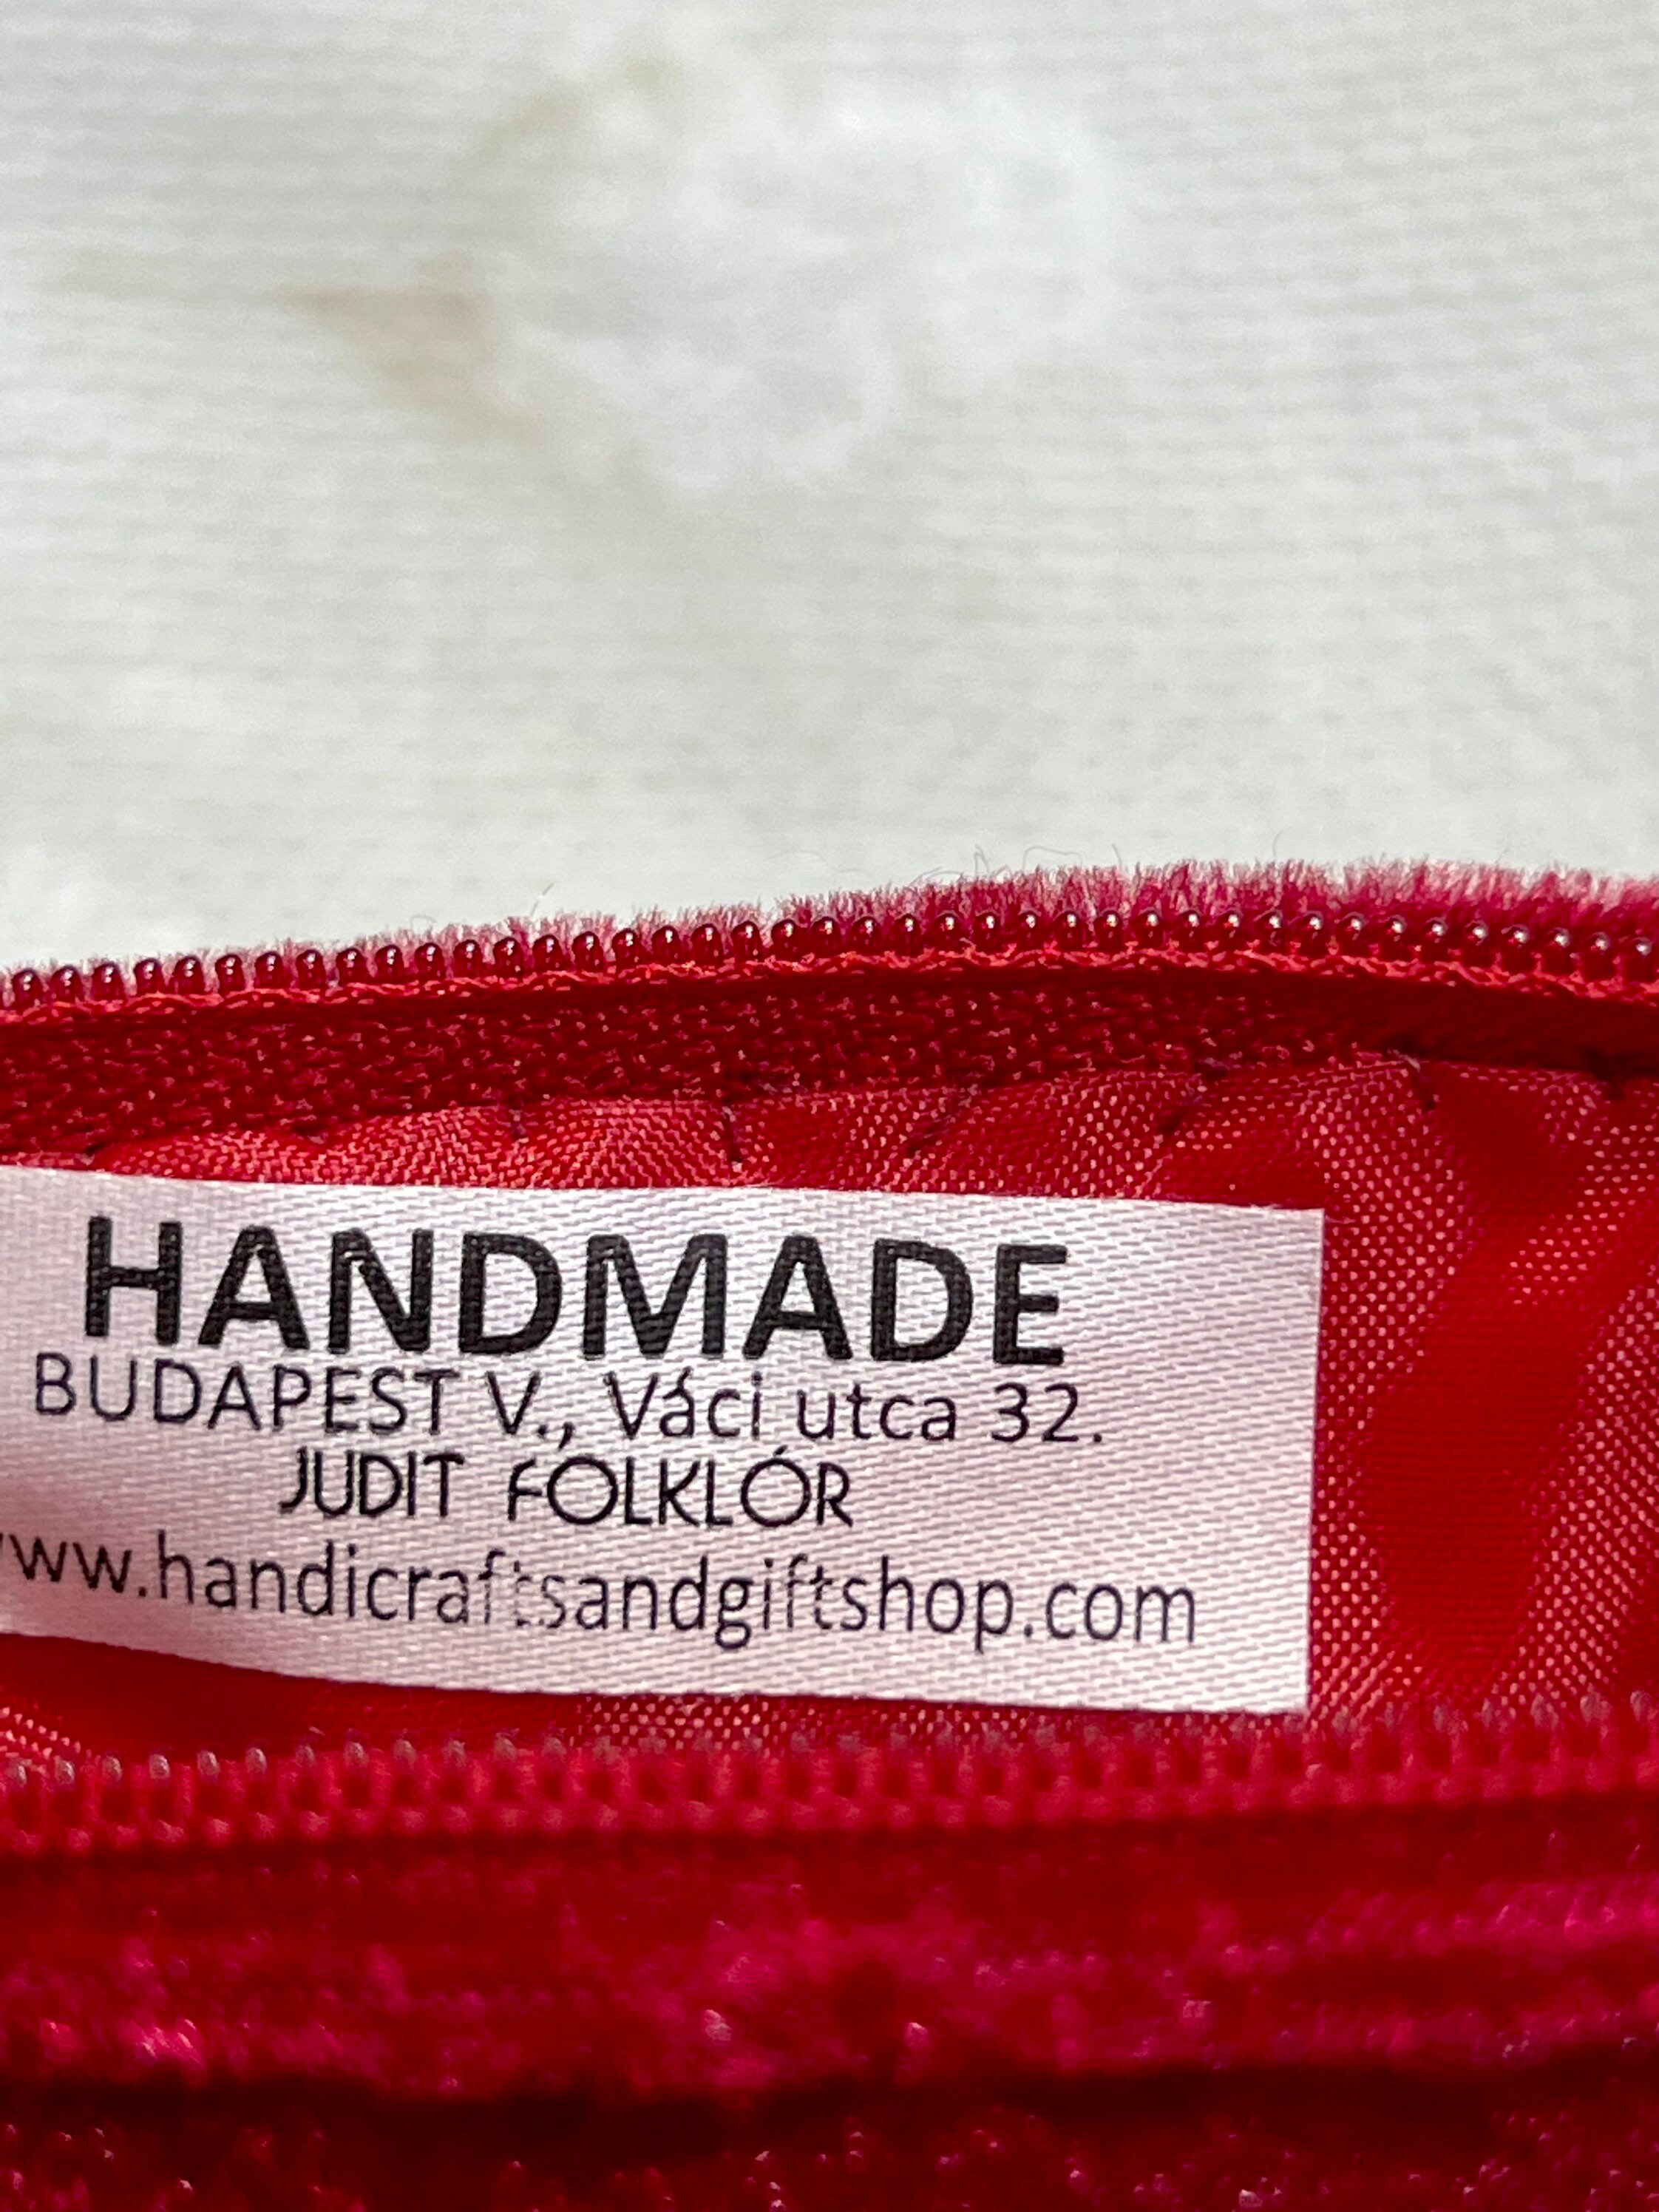 HANDMADE
BUDAPEST V., Váci utca 32.
JUDIT FOLKLÓR
www.handicraftsandgiftshop.com